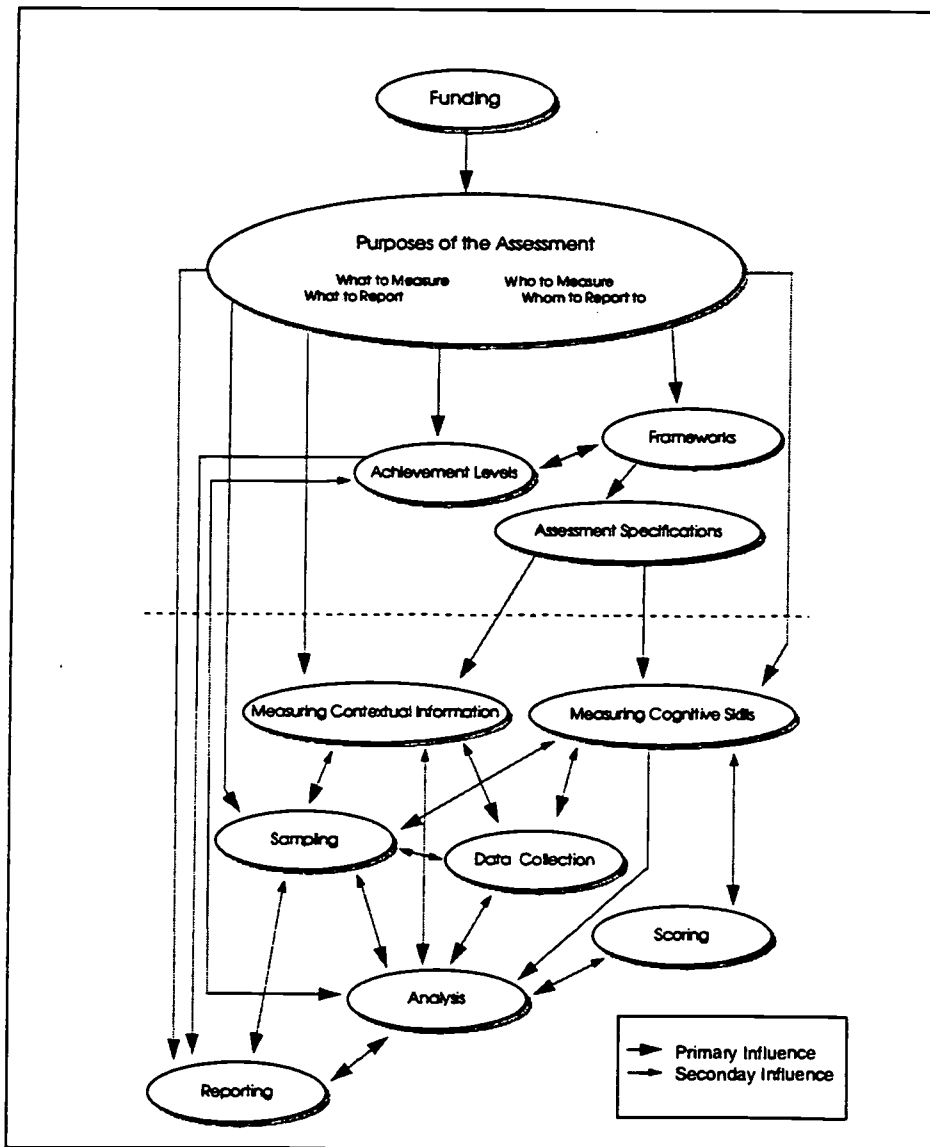 Funding
Purposes of the Assessment
What to Measure Who to Measure
What to Report Whom to Report to
Frameworks
Achievement Levels
Assessment Specifications
Measuring Contextual Information
Measuring Cognitive Skills
Sampling
Data Collection
Scoring
Analysis
Reporting
Primary Influence
Seconday Influence